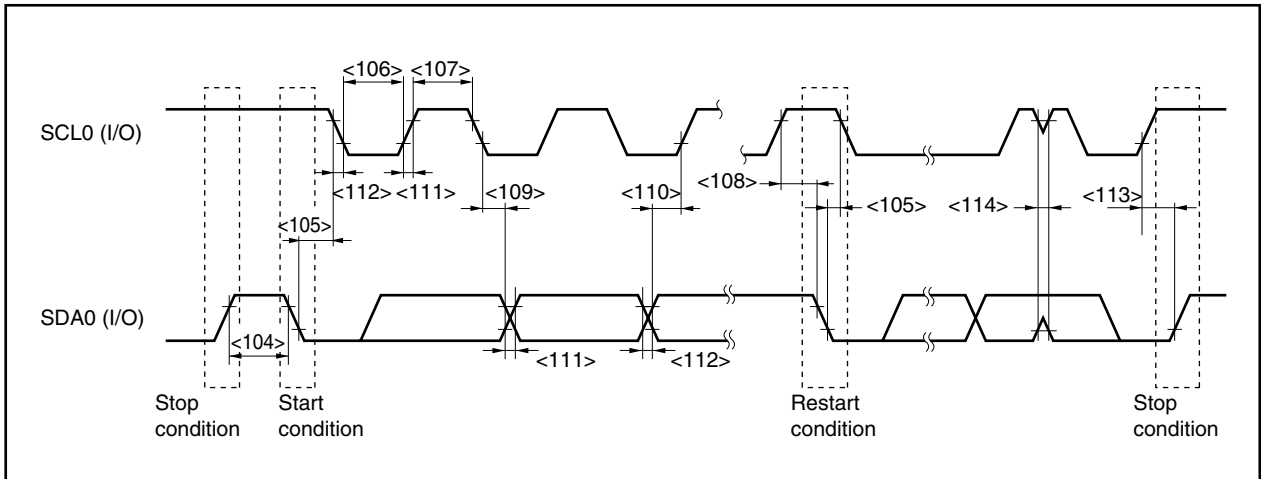 <106> <107>
SCL0 (I/O)
<112> <111> <109> <110> <108>
<105> <105> <114> <113>
SDA0 (I/O)
<104> <111> <112>
Stop condition
Start condition
Restart condition
Stop condition